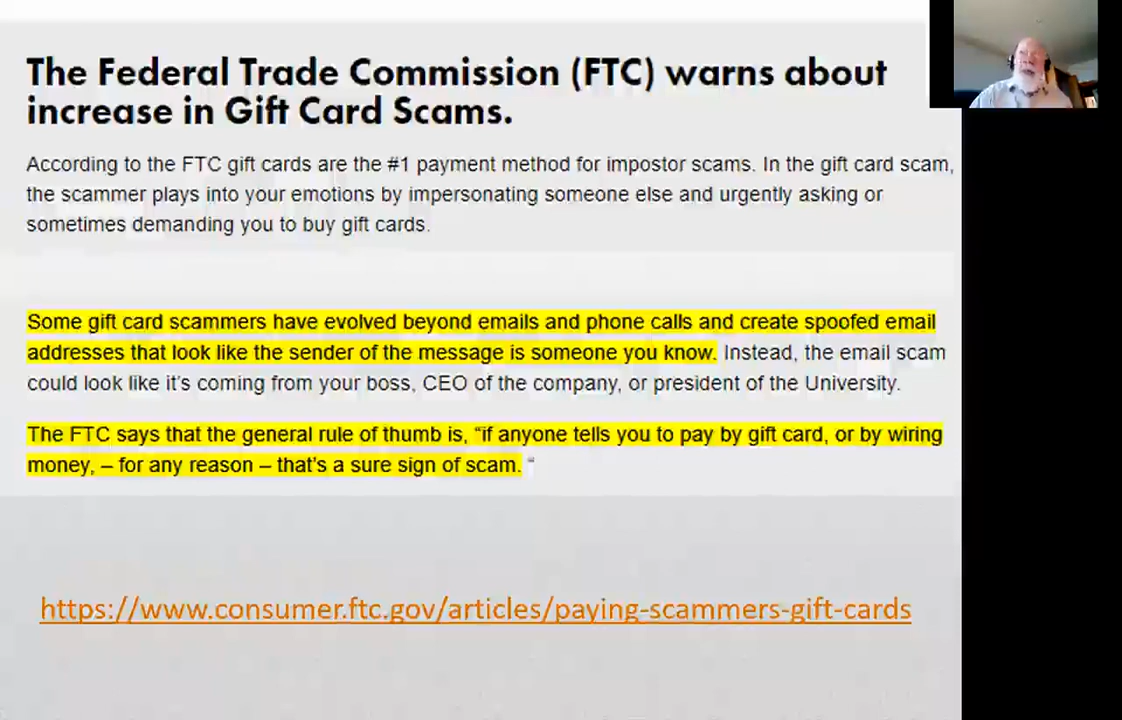 The Federal Trade Commission (FTC) warns about
increase in Gift Card Scams.
According to the FTC gift cards are the #1 payment method for impostor scams. In the gift card scam,
the scammer plays into your emotions by impersonating someone else and urgently asking or
sometimes demanding you to buy gift cards.
Some gift card scammers have evolved beyond emails and phone calls and create spoofed email
addresses that look like the sender of the message is someone you know. Instead, the email scam
could look like it's coming from your boss, CEO of the company, or president of the University.
The FTC says that the general rule of thumb is, “if anyone tells you to pay by gift card, or by wiring
money, – for any reason – that's a sure sign of scam. “
https://www.consumer.ftc.gov/articles/paying-scammers-gift-cards